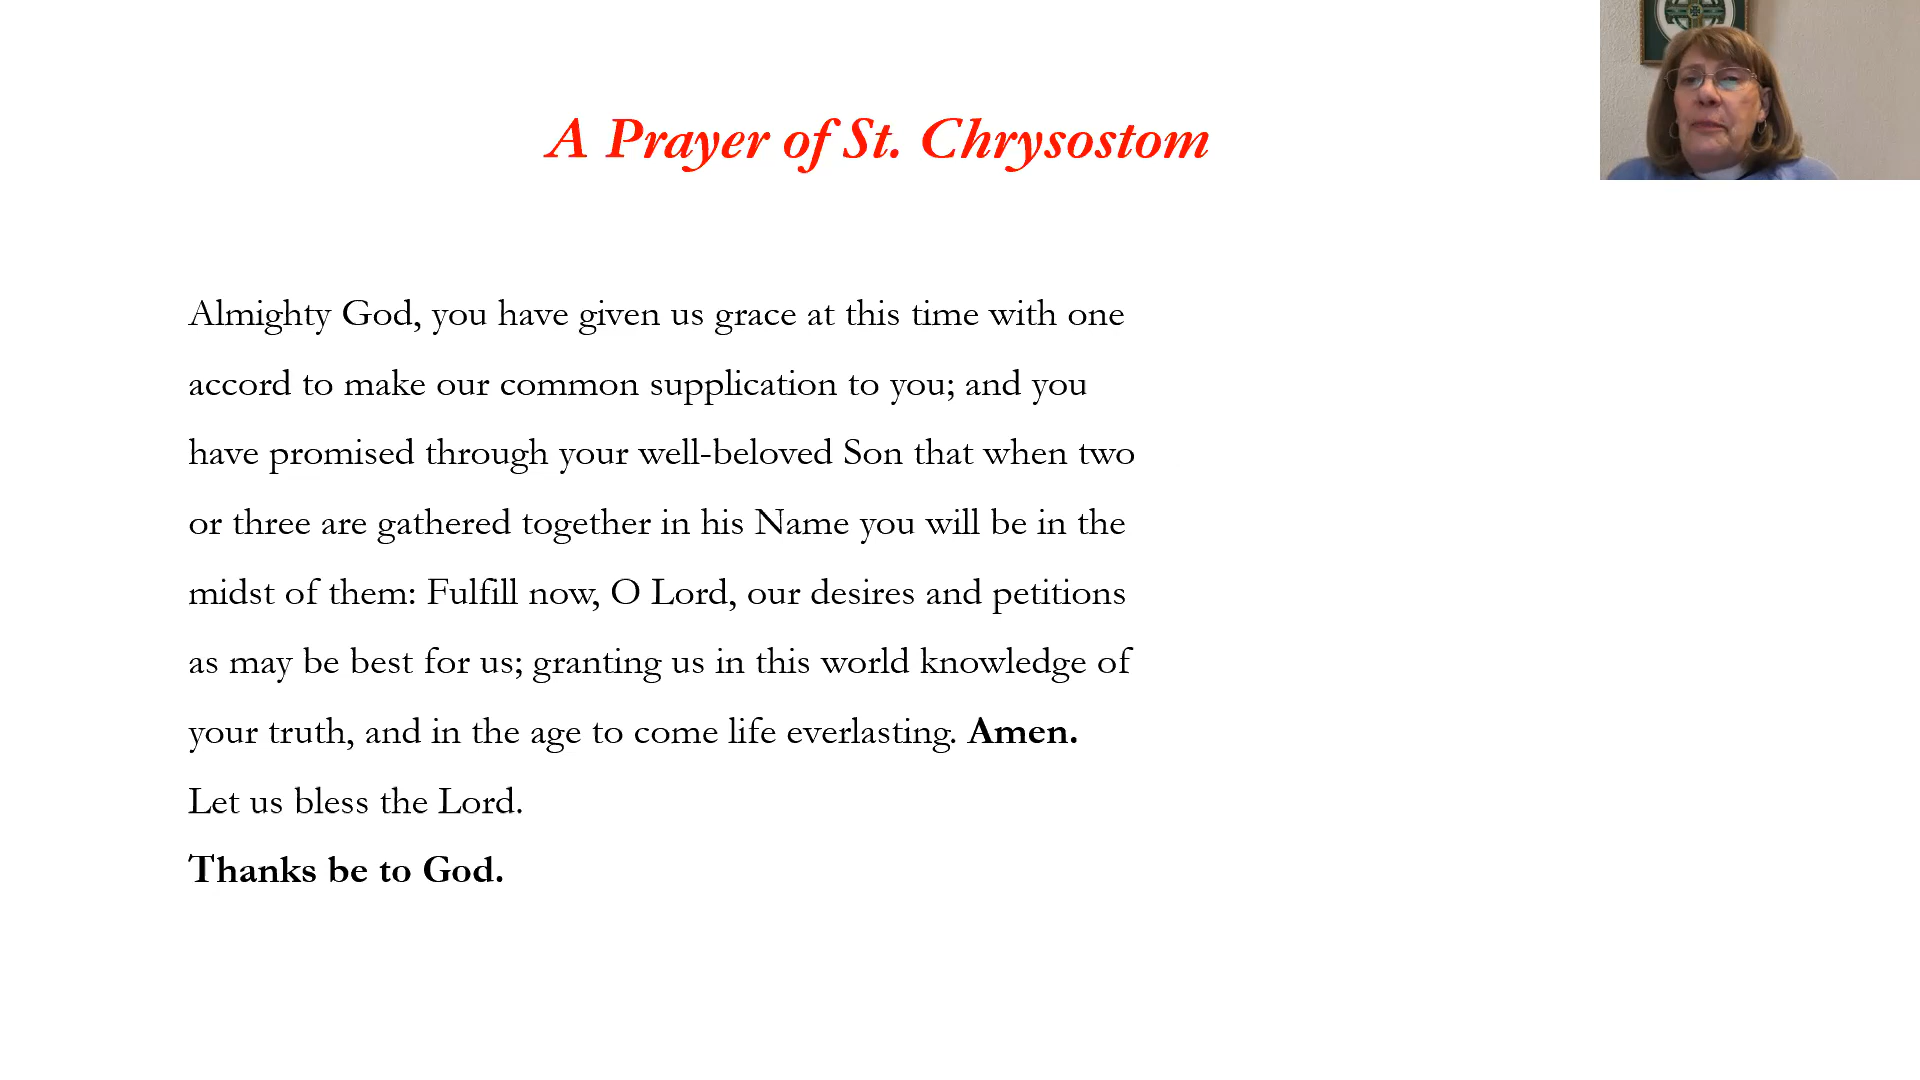 A Prayer of St. Chrysostom
Almighty God, you have given us grace at this time with one
accord to make our common supplication to you; and you
have promised through your well-beloved Son that when two
or three are gathered together in his Name you will be in the
midst of them: Fulfill now, O Lord, our desires and petitions
as may be best for us; granting us in this world knowledge of
your truth, and in the age to come life everlasting. Amen.
Let us bless the Lord.
Thanks be to God.